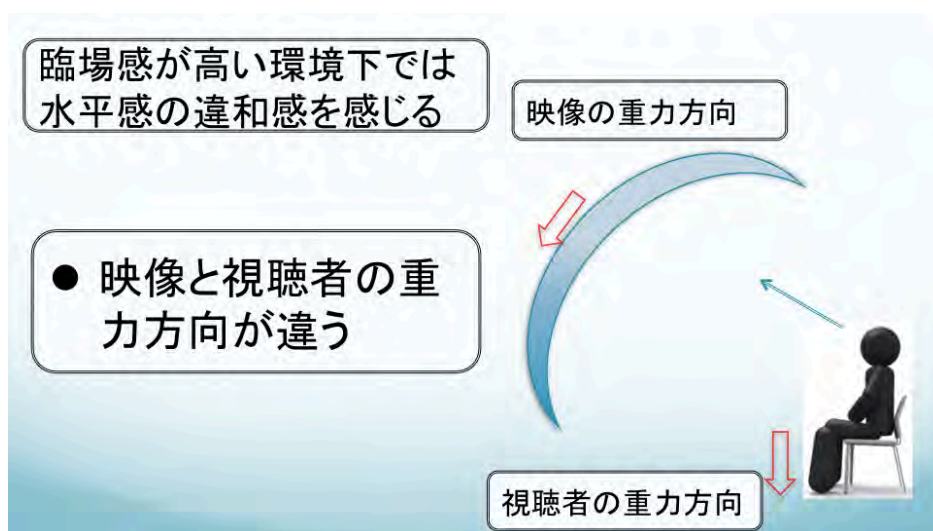 臨場感が高い環境下では
水平感の違和感を感じる
映像の重力方向
● 映像と視聴者の重
力方向が違う
視聴者の重力方向